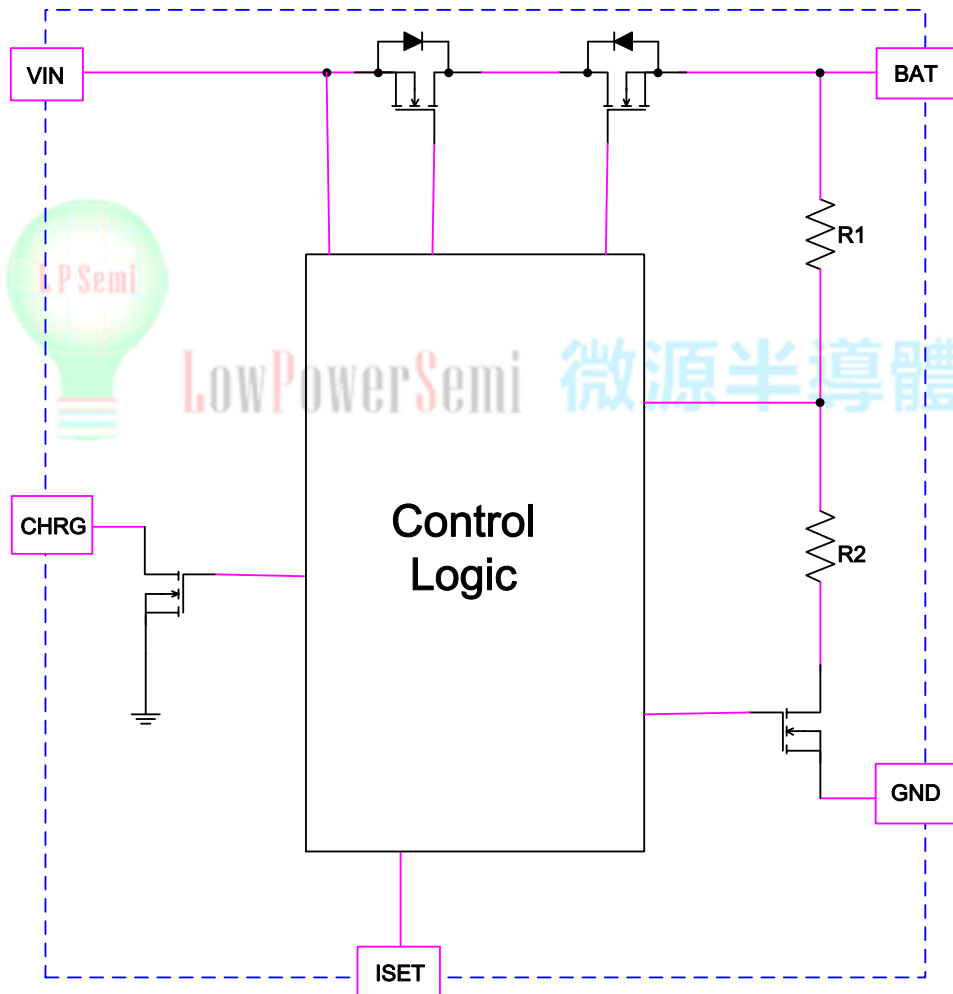 VIN
BAT
R1
LPSemi
LowPowerSemi 微源半導體
CHRG
Control
Logic
R2
GND
ISET